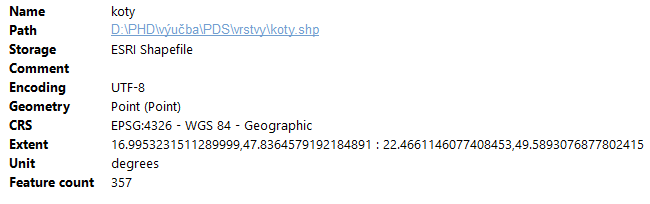 Name koty
Path D:\PHD\výučba\PDS\vrstvy\koty.shp
Storage ESRI Shapefile
Comment
Encoding UTF-8
Geometry Point (Point)
CRS EPSG:4326 - WGS 84 - Geographic
Extent 16.9953231511289999,47.8364579192184891 : 22.4661146077408453,49.5893076877802415
Unit degrees
Feature count 357